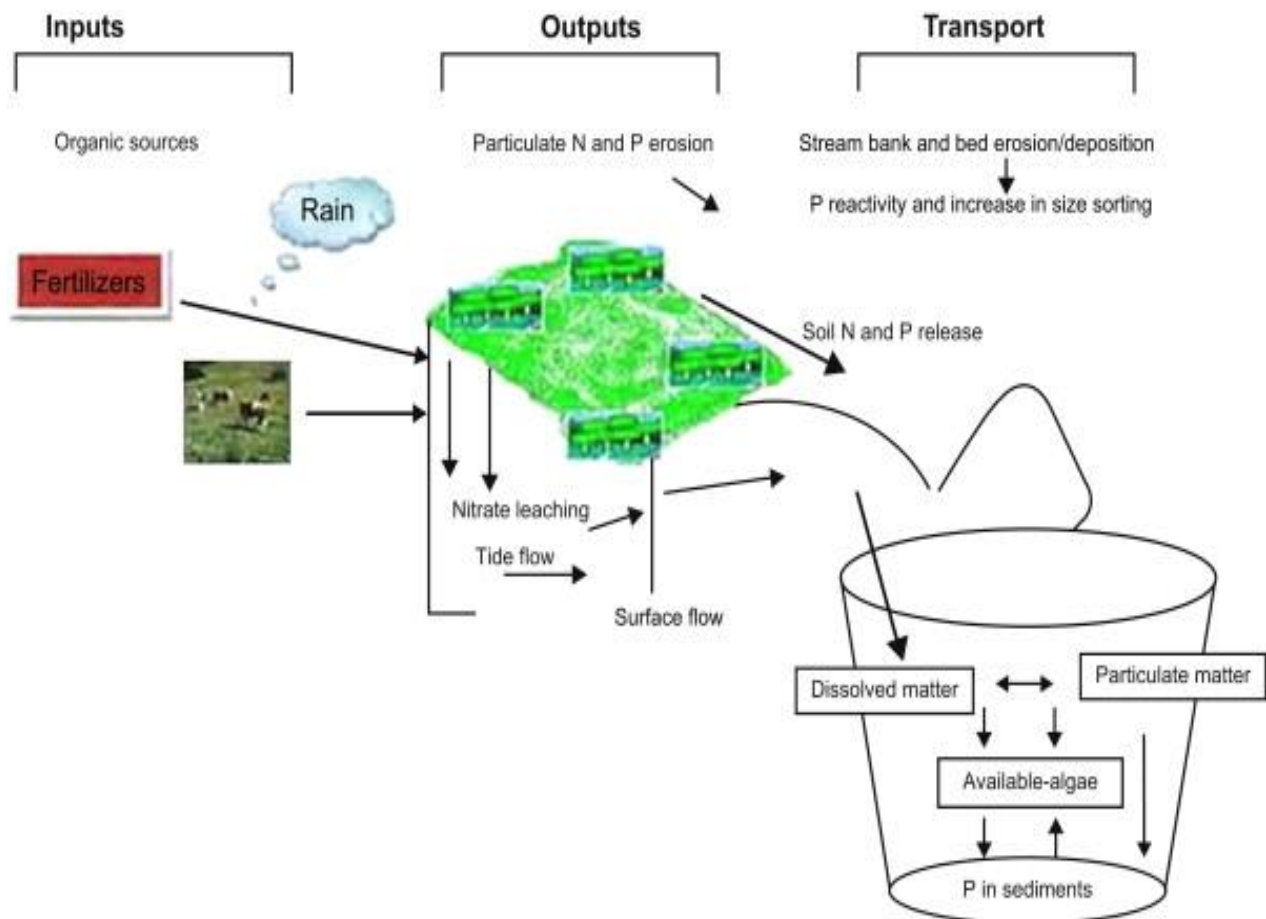 Inputs
Outputs
Transport
Organic sources
Particulate N and P erosion
Stream bank and bed erosion/deposition
P reactivity and increase in size sorting
Rain
Fertilizers
Soil N and P release
Nitrate leaching
Tide flow
Surface flow
Dissolved matter
Particulate matter
Available-algae
P in sediments